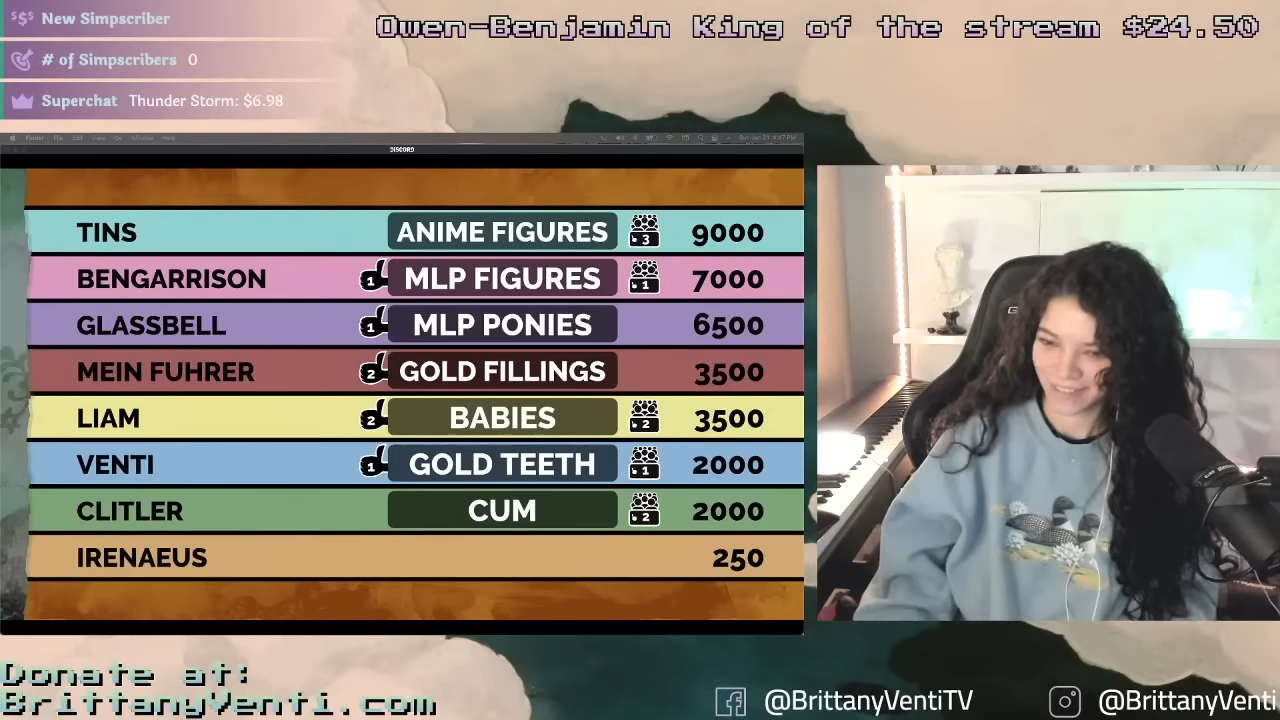 New Simpscriber
# of Simpscribers 0
Superchat Thunder Storm: $6.98
Owen-Benjamin King of the stream $24.50
DISCORD
TINS ANIME FIGURES 3 9000
BENGARRISON 1 MLP FIGURES 1 7000
GLASSBELL 1 MLP PONIES 6500
MEIN FUHRER 2 GOLD FILLINGS 3500
LIAM 2 BABIES 2 3500
VENTI 1 GOLD TEETH 1 2000
CLITLER CUM 2 2000
IRENAEUS 250
Donate at:
BrittanyVenti.com
@BrittanyVentiTV
@BrittanyVenti